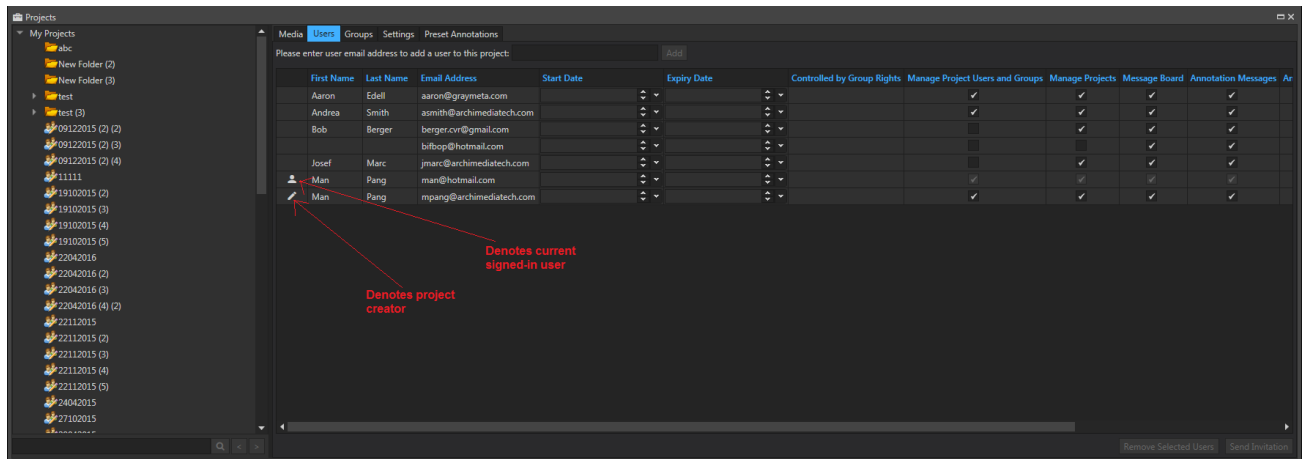 Projects
My Projects
abc
New Folder (2)
New Folder (3)
test
test (3)
09122015 (2) (2)
09122015 (2) (3)
09122015 (2) (4)
11111
19102015 (2)
19102015 (3)
19102015 (4)
19102015 (5)
22042016
22042016 (2)
22042016 (3)
22042016 (4) (2)
22112015
22112015 (2)
22112015 (3)
22112015 (4)
22112015 (5)
24042015
27102015
Media Users Groups Settings Preset Annotations
Please enter user email address to add a user to this project: Add
First Name Last Name Email Address Start Date Expiry Date Controlled by Group Rights Manage Project Users and Groups Manage Projects Message Board Annotation Messages Ar
Aaron Edell aaron@graymeta.com
Andrea Smith asmith@archimediatech.com
Bob Berger berger.cvr@gmail.com
bifbop@hotmail.com
Josef Marc jmarc@archimediatech.com
Man Pang man@hotmail.com
Man Pang mpang@archimediatech.com
Denotes current
signed-in user
Denotes project
creator
Remove Selected Users Send Invitation